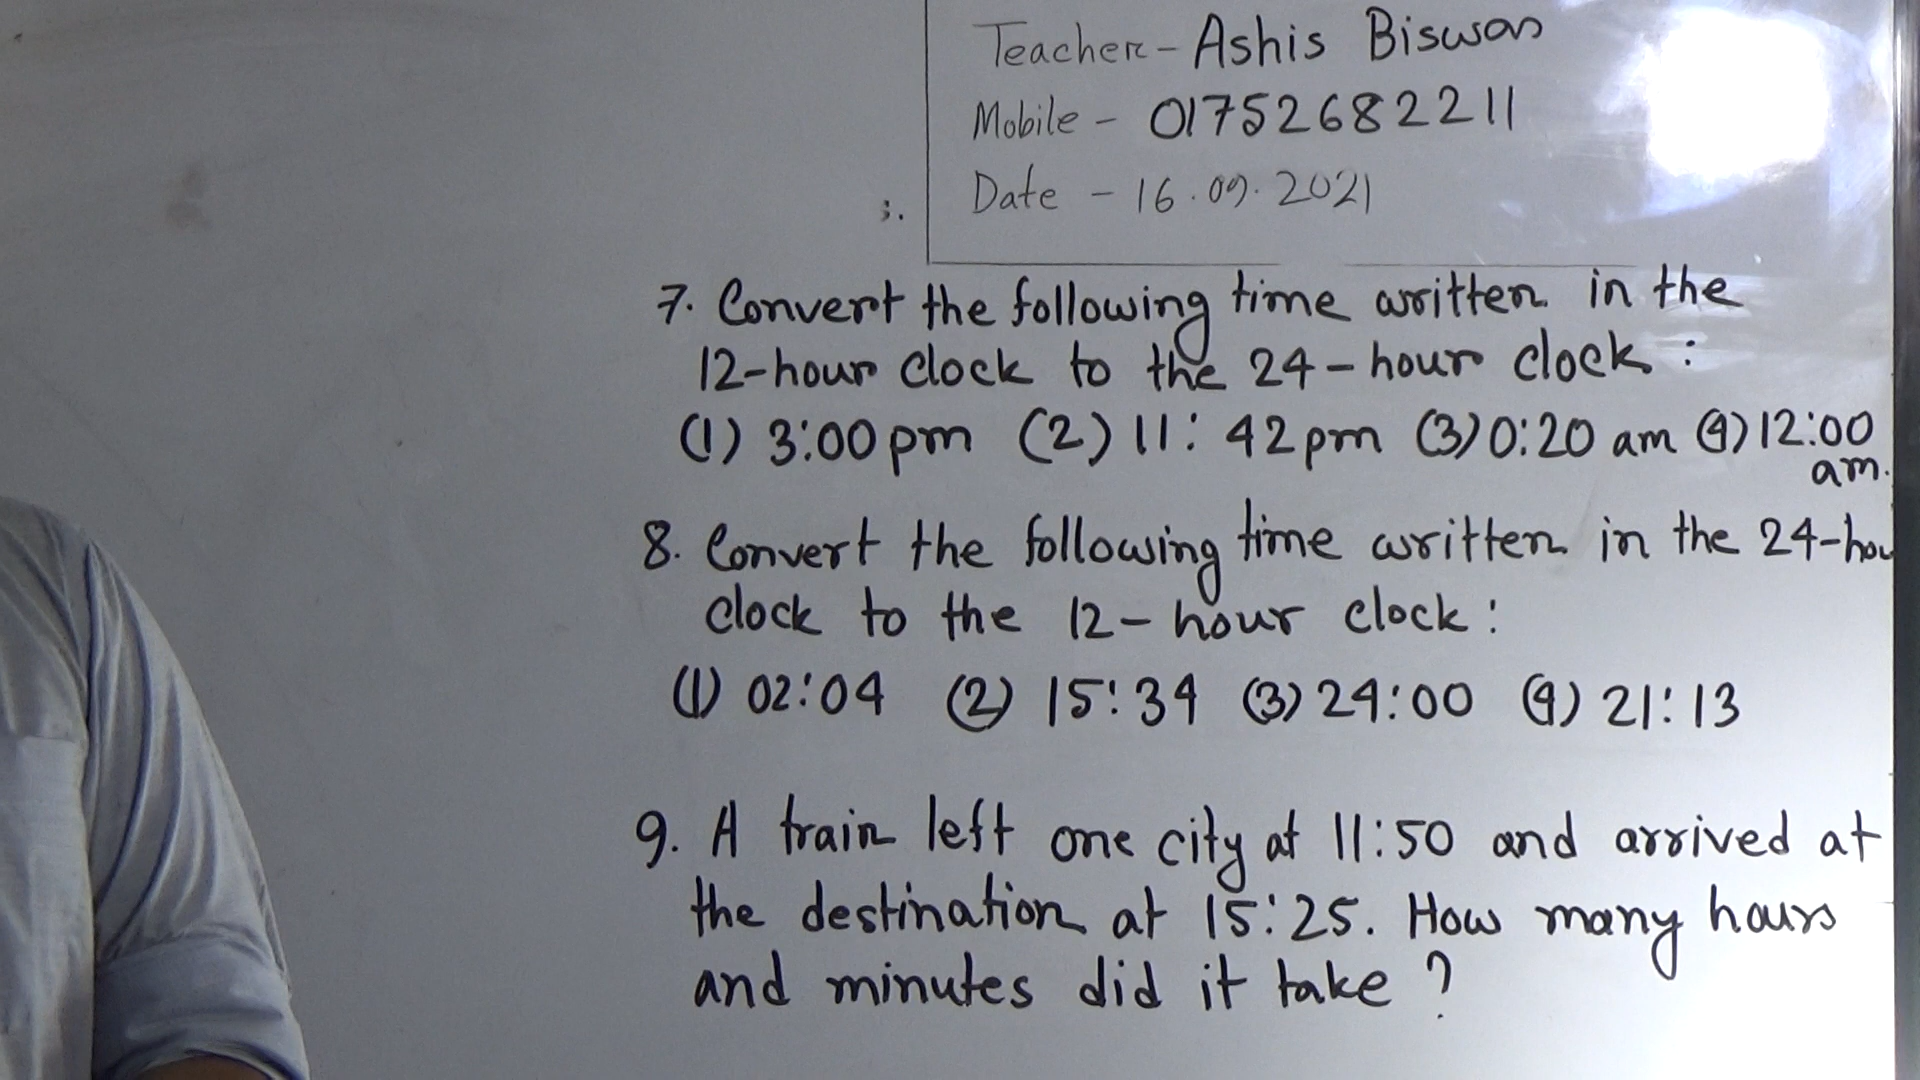 Teacher - Ashis Biswas
Mobile - 01752682211
Date - 16.09.2021
7. Convert the following time written in the
12-hour clock to the 24-hour clock :
(1) 3:00 pm (2) 11:42 pm (3) 0:20 am (4) 12:00
am.
8. Convert the following time written in the 24-hou
clock to the 12-hour clock :
(1) 02:04 (2) 15:34 (3) 24:00 (4) 21:13
9. A train left one city at 11:50 and arrived at
the destination at 15:25. How many hours
and minutes did it take ?